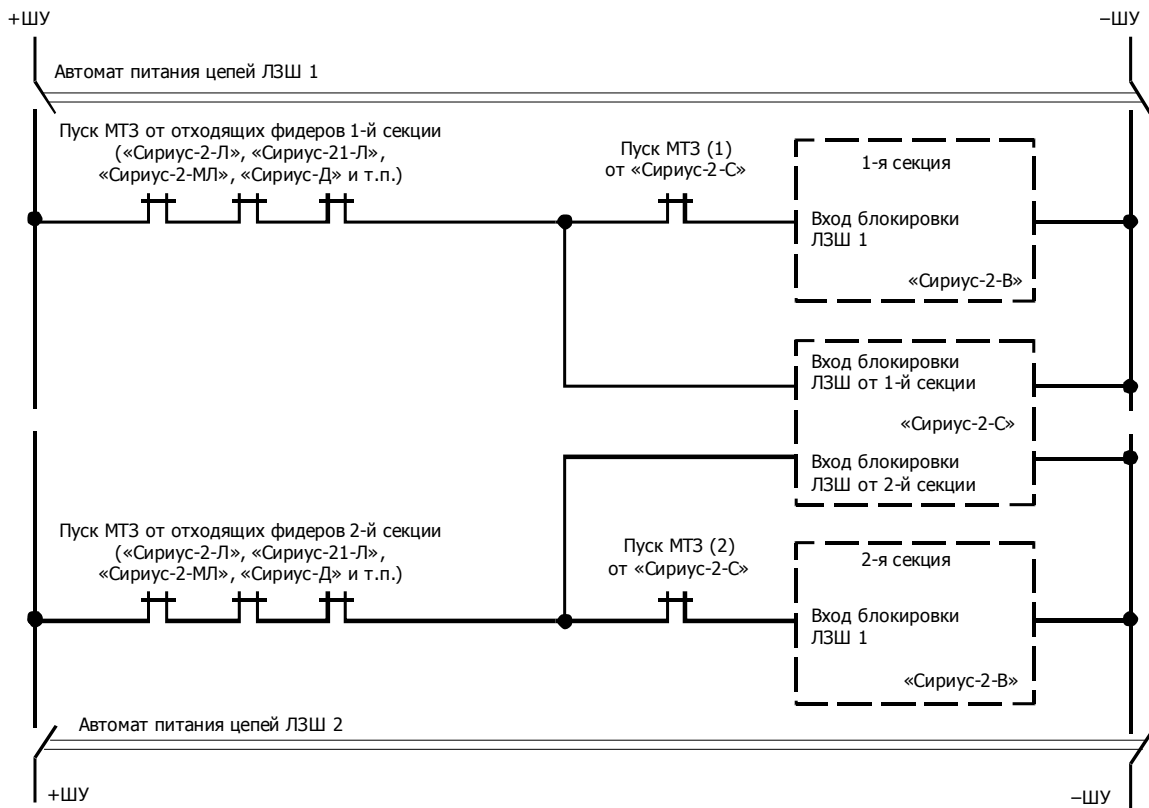 +ШУ
–ШУ
Автомат питания цепей ЛЗШ 1
Пуск МТЗ от отходящих фидеров 1-й секции
(«Сириус-2-Л», «Сириус-21-Л»,
«Сириус-2-МЛ», «Сириус-Д» и т.п.)
Пуск МТЗ (1)
от «Сириус-2-С»
1-я секция
Вход блокировки
ЛЗШ 1
«Сириус-2-В»
Вход блокировки
ЛЗШ от 1-й секции
«Сириус-2-С»
Вход блокировки
ЛЗШ от 2-й секции
Пуск МТЗ от отходящих фидеров 2-й секции
(«Сириус-2-Л», «Сириус-21-Л»,
«Сириус-2-МЛ», «Сириус-Д» и т.п.)
Пуск МТЗ (2)
от «Сириус-2-С»
2-я секция
Вход блокировки
ЛЗШ 1
«Сириус-2-В»
Автомат питания цепей ЛЗШ 2
+ШУ
–ШУ